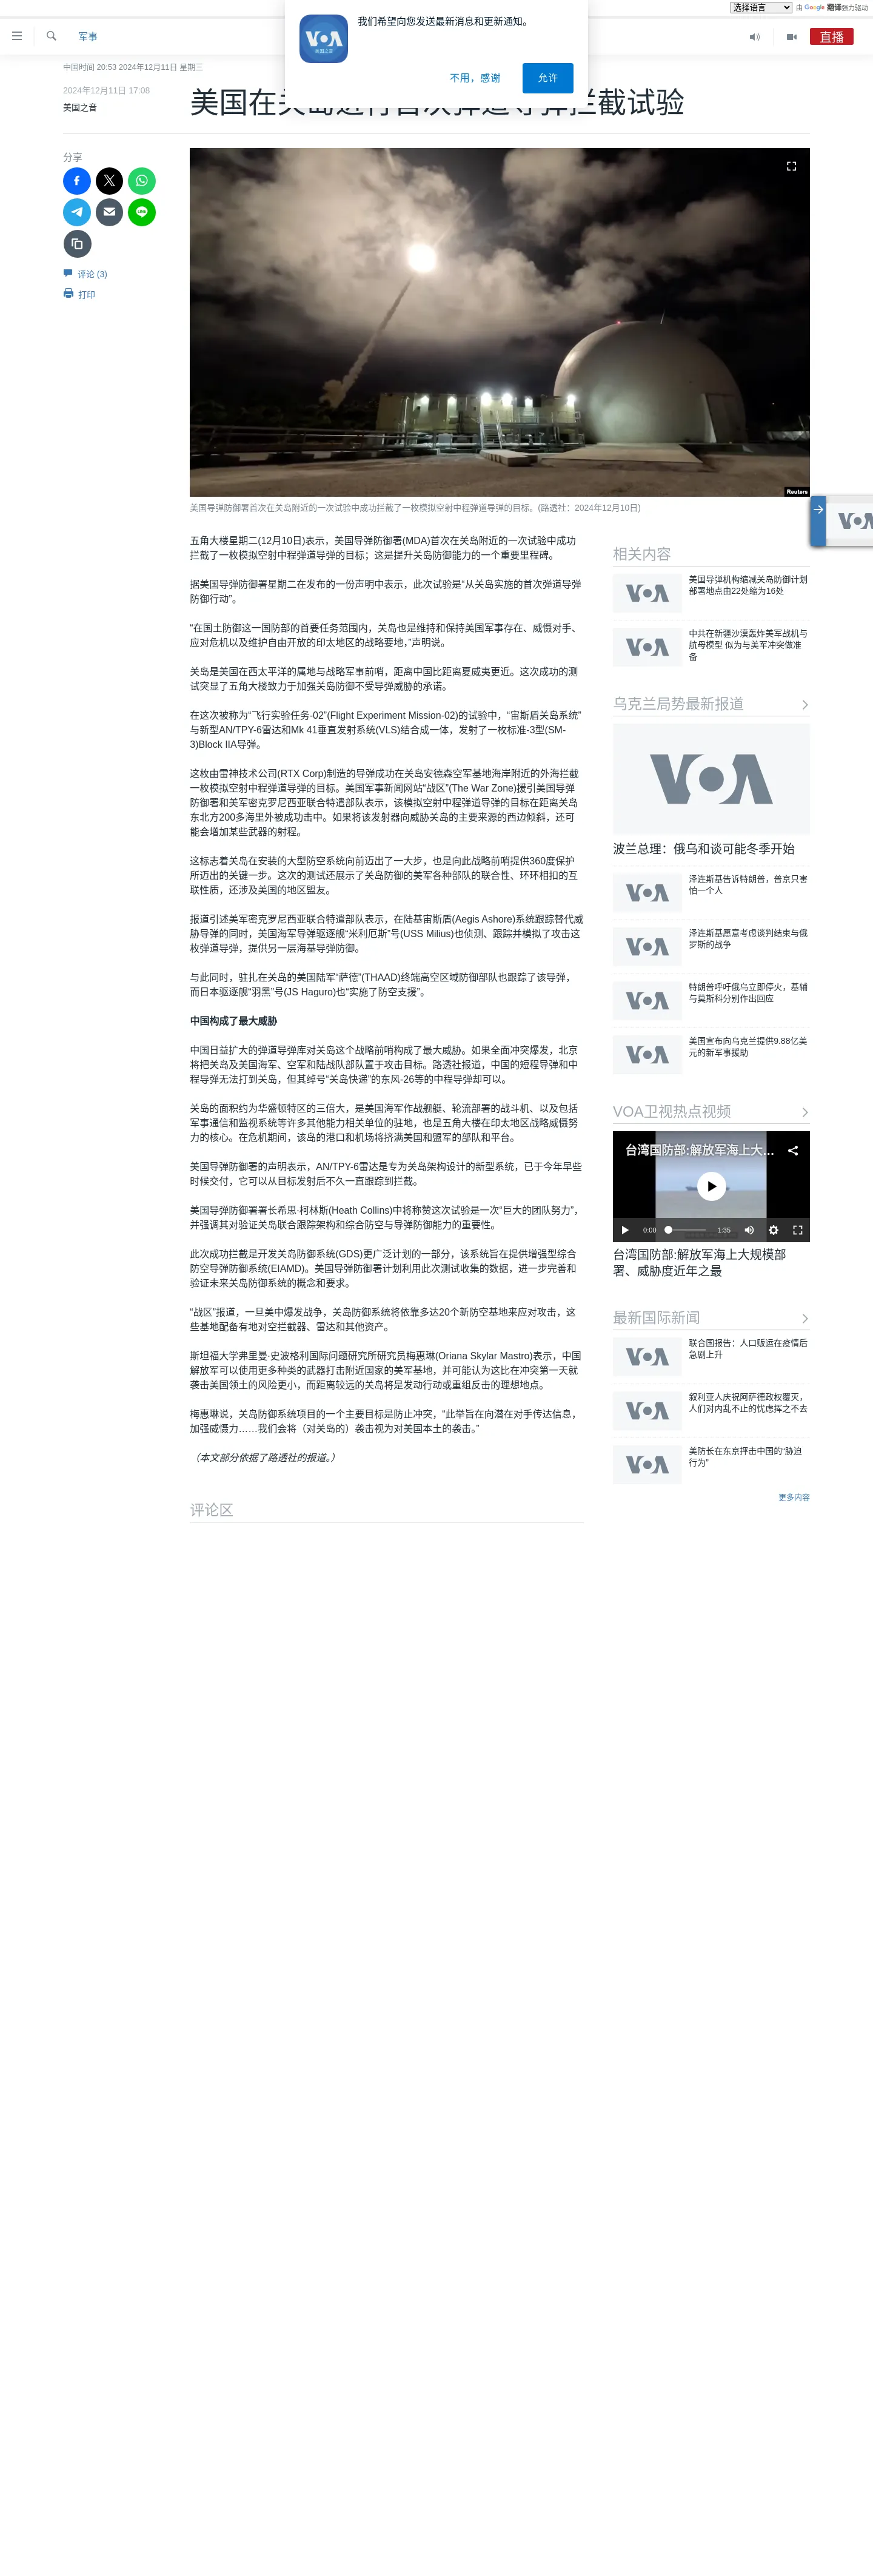 选择语言
由 Google 翻译强力驱动
我们希望向您发送最新消息和更新通知。
VOA
美国之音
不用，感谢
允许
军事
直播
中国时间 20:53 2024年12月11日 星期三
2024年12月11日 17:08
美国之音
美国在关岛进行首次弹道导弹拦截试验
分享
评论 (3)
打印
Reuters
美国导弹防御署首次在关岛附近的一次试验中成功拦截了一枚模拟空射中程弹道导弹的目标。(路透社：2024年12月10日)
五角大楼星期二(12月10日)表示，美国导弹防御署(MDA)首次在关岛附近的一次试验中成功
拦截了一枚模拟空射中程弹道导弹的目标；这是提升关岛防御能力的一个重要里程碑。
据美国导弹防御署星期二在发布的一份声明中表示，此次试验是“从关岛实施的首次弹道导弹
防御行动”。
“在国土防御这一国防部的首要任务范围内，关岛也是维持和保持美国军事存在、威慑对手、
应对危机以及维护自由开放的印太地区的战略要地，”声明说。
关岛是美国在西太平洋的属地与战略军事前哨，距离中国比距离夏威夷更近。这次成功的测
试突显了五角大楼致力于加强关岛防御不受导弹威胁的承诺。
在这次被称为“飞行实验任务-02”(Flight Experiment Mission-02)的试验中，“宙斯盾关岛系统”
与新型AN/TPY-6雷达和Mk 41垂直发射系统(VLS)结合成一体，发射了一枚标准-3型(SM-
3)Block IIA导弹。
这枚由雷神技术公司(RTX Corp)制造的导弹成功在关岛安德森空军基地海岸附近的外海拦截
一枚模拟空射中程弹道导弹的目标。美国军事新闻网站“战区”(The War Zone)援引美国导弹
防御署和美军密克罗尼西亚联合特遣部队表示，该模拟空射中程弹道导弹的目标在距离关岛
东北方200多海里外被成功击中。如果将该发射器向威胁关岛的主要来源的西边倾斜，还可
能会增加某些武器的射程。
这标志着关岛在安装的大型防空系统向前迈出了一大步，也是向此战略前哨提供360度保护
所迈出的关键一步。这次的测试还展示了关岛防御的美军各种部队的联合性、环环相扣的互
联性质，还涉及美国的地区盟友。
报道引述美军密克罗尼西亚联合特遣部队表示，在陆基宙斯盾(Aegis Ashore)系统跟踪替代威
胁导弹的同时，美国海军导弹驱逐舰“米利厄斯”号(USS Milius)也侦测、跟踪并模拟了攻击这
枚弹道导弹，提供另一层海基导弹防御。
与此同时，驻扎在关岛的美国陆军“萨德”(THAAD)终端高空区域防御部队也跟踪了该导弹，
而日本驱逐舰“羽黑”号(JS Haguro)也“实施了防空支援”。
中国构成了最大威胁
中国日益扩大的弹道导弹库对关岛这个战略前哨构成了最大威胁。如果全面冲突爆发，北京
将把关岛及美国海军、空军和陆战队部队置于攻击目标。路透社报道，中国的短程导弹和中
程导弹无法打到关岛，但其绰号“关岛快递”的东风-26等的中程导弹却可以。
关岛的面积约为华盛顿特区的三倍大，是美国海军作战舰艇、轮流部署的战斗机、以及包括
军事通信和监视系统等许多其他能力相关单位的驻地，也是五角大楼在印太地区战略威慑努
力的核心。在危机期间，该岛的港口和机场将挤满美国和盟军的部队和平台。
美国导弹防御署的声明表示，AN/TPY-6雷达是专为关岛架构设计的新型系统，已于今年早些
时候交付，它可以从目标发射后不久一直跟踪到拦截。
美国导弹防御署署长希思·柯林斯(Heath Collins)中将称赞这次试验是一次“巨大的团队努力”，
并强调其对验证关岛联合跟踪架构和综合防空与导弹防御能力的重要性。
此次成功拦截是开发关岛防御系统(GDS)更广泛计划的一部分，该系统旨在提供增强型综合
防空导弹防御系统(EIAMD)。美国导弹防御署计划利用此次测试收集的数据，进一步完善和
验证未来关岛防御系统的概念和要求。
“战区”报道，一旦美中爆发战争，关岛防御系统将依靠多达20个新防空基地来应对攻击，这
些基地配备有地对空拦截器、雷达和其他资产。
斯坦福大学弗里曼·史波格利国际问题研究所研究员梅惠琳(Oriana Skylar Mastro)表示，中国
解放军可以使用更多种类的武器打击附近国家的美军基地，并可能认为这比在冲突第一天就
袭击美国领土的风险更小，而距离较远的关岛将是发动行动或重组反击的理想地点。
梅惠琳说，关岛防御系统项目的一个主要目标是防止冲突，“此举旨在向潜在对手传达信息，
加强威慑力……我们会将（对关岛的）袭击视为对美国本土的袭击。”
（本文部分依据了路透社的报道。）
评论区
相关内容
美国导弹机构缩减关岛防御计划
部署地点由22处缩为16处
中共在新疆沙漠轰炸美军战机与
航母模型 似为与美军冲突做准
备
乌克兰局势最新报道
波兰总理：俄乌和谈可能冬季开始
泽连斯基告诉特朗普，普京只害
怕一个人
泽连斯基愿意考虑谈判结束与俄
罗斯的战争
特朗普呼吁俄乌立即停火，基辅
与莫斯科分别作出回应
美国宣布向乌克兰提供9.88亿美
元的新军事援助
VOA卫视热点视频
台湾国防部:解放军海上大...
0:00
1:35
台湾国防部:解放军海上大规模部
署、威胁度近年之最
最新国际新闻
联合国报告：人口贩运在疫情后
急剧上升
叙利亚人庆祝阿萨德政权覆灭，
人们对内乱不止的忧虑挥之不去
美防长在东京抨击中国的“胁迫
行为”
更多内容